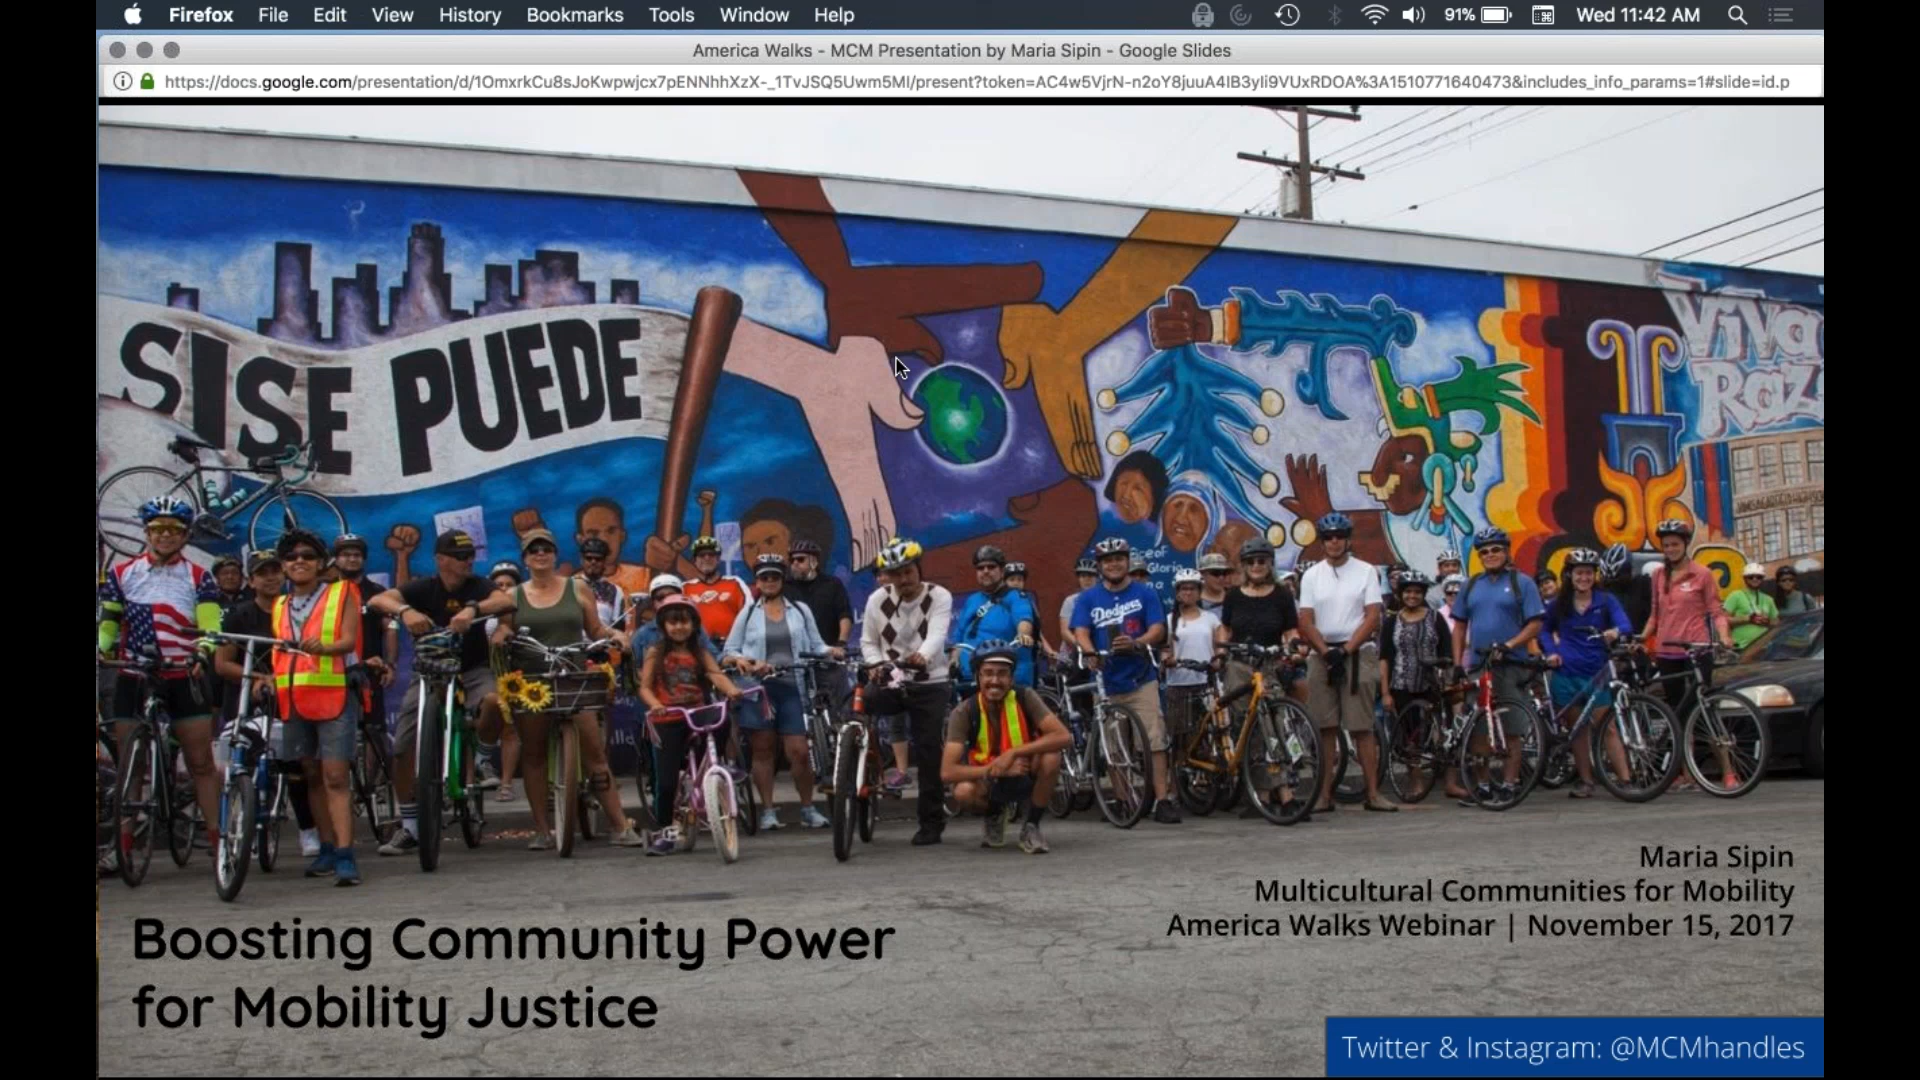 Firefox File Edit View History Bookmarks Tools Window Help 91% Wed 11:42 AM
America Walks - MCM Presentation by Maria Sipin - Google Slides
https://docs.google.com/presentation/d/1OmxrkCu8sJoKwpwjcx7pENNhhXzX-_1TvJSQ5Uwm5MI/present?token=AC4w5VjrN-n2oY8juuA4IB3yli9VUxRDOA%3A1510771640473&includes_info_params=1#slide=id.p
SI SE PUEDE
VIVA
RAZ
Dodgers
Maria Sipin
Multicultural Communities for Mobility
America Walks Webinar | November 15, 2017
Boosting Community Power
for Mobility Justice
Twitter & Instagram: @MCMhandles